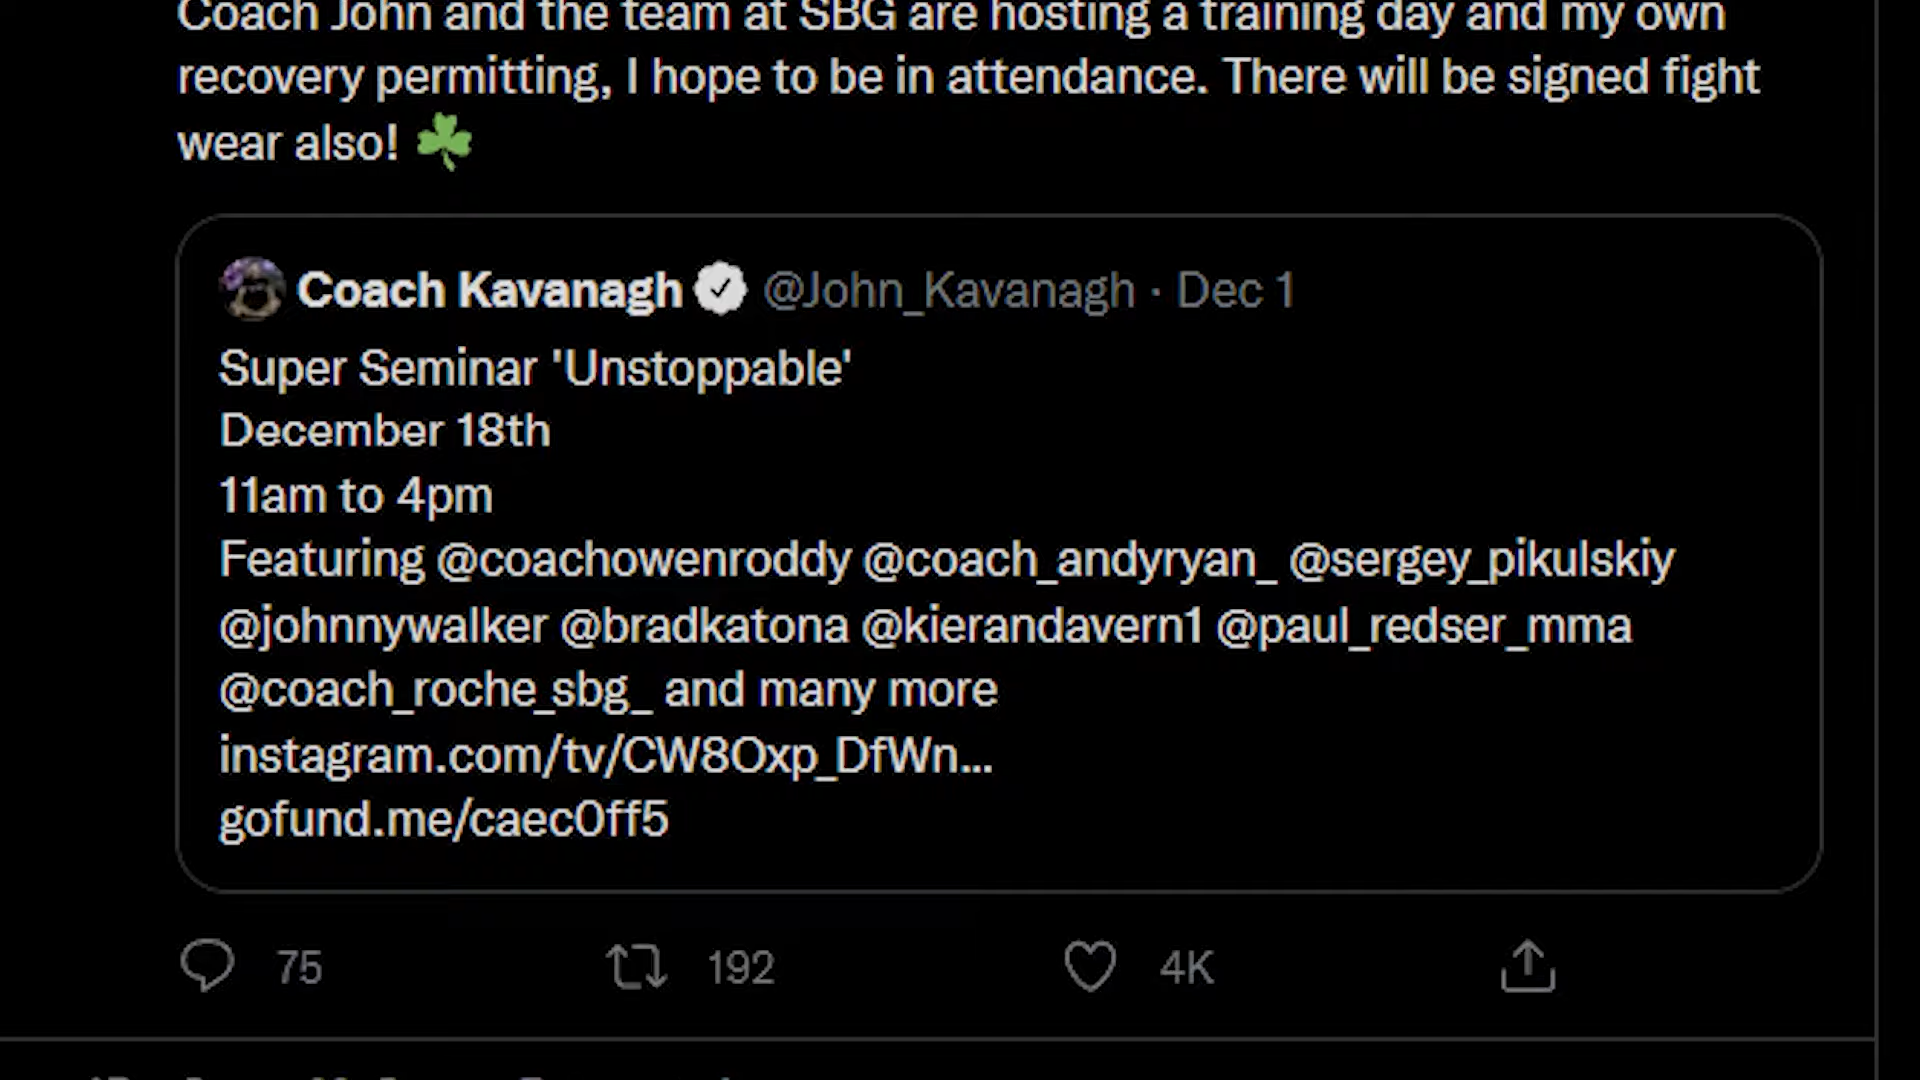 Coach John and the team at SBG are hosting a training day and my own
recovery permitting, I hope to be in attendance. There will be signed fight
wear also! ☘️
Coach Kavanagh @John_Kavanagh · Dec 1
Super Seminar 'Unstoppable'
December 18th
11am to 4pm
Featuring @coachowenroddy @coach_andyryan_ @sergey_pikulskiy
@johnnywalker @bradkatona @kierandavern1 @paul_redser_mma
@coach_roche_sbg_ and many more
instagram.com/tv/CW8Oxp_DfWn...
gofund.me/caec0ff5
75 192 4K